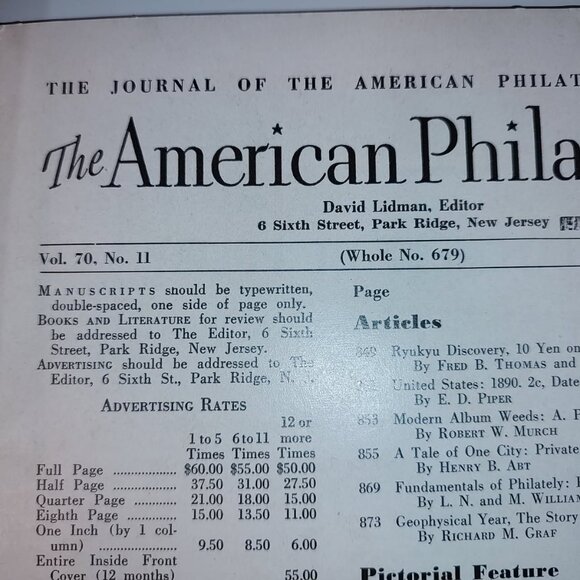 THE JOURNAL OF THE AMERICAN PHILAT
The American Phila
David Lidman, Editor
6 Sixth Street, Park Ridge, New Jersey
Vol. 70, No. 11 (Whole No. 679)
MANUSCRIPTS should be typewritten,
double-spaced, one side of page only.
BOOKS AND LITERATURE for review should
be addressed to The Editor, 6 Sixth
Street, Park Ridge, New Jersey.
ADVERTISING should be addressed to The
Editor, 6 Sixth St., Park Ridge, N. J.
ADVERTISING RATES
12 or
1 to 5 6 to 11 more
Times Times Times
Full Page .................. $60.00 $55.00 $50.00
Half Page .................. 37.50 31.00 27.50
Quarter Page ............ 21.00 18.00 15.00
Eighth Page .............. 15.00 13.50 11.00
One Inch (by 1 col-
umn) ..................... 9.50 8.50 6.00
Entire Inside Front
Cover (12 months) 55.00
Page
Articles
849 Ryukyu Discovery, 10 Yen on
By FRED B. THOMAS and
United States: 1890. 2c, Date
By E. D. PIPER
853 Modern Album Weeds: A. P
By ROBERT W. MURCH
855 A Tale of One City: Private
By HENRY B. ABT
869 Fundamentals of Philately:
By L. N. and M. WILLIAM
873 Geophysical Year, The Story
By RICHARD M. GRAF
Pictorial Feature